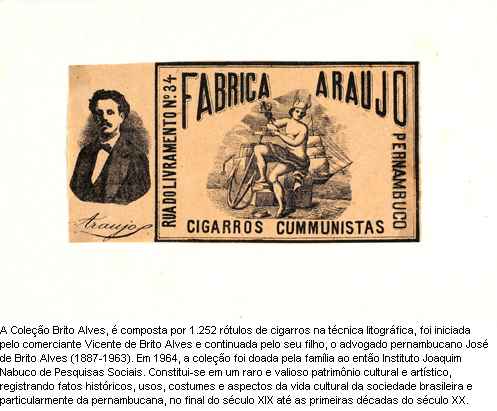 RUA DO LIVRAMENTO Nº 34
FABRICA ARAUJO
PERNAMBUCO
CIGARROS CUMMUNISTAS
Araujo
A Coleção Brito Alves, é composta por 1.252 rótulos de cigarros na técnica litográfica, foi iniciada
pelo comerciante Vicente de Brito Alves e continuada pelo seu filho, o advogado pernambucano José
de Brito Alves (1887-1963). Em 1964, a coleção foi doada pela família ao então Instituto Joaquim
Nabuco de Pesquisas Sociais. Constitui-se em um raro e valioso patrimônio cultural e artístico,
registrando fatos históricos, usos, costumes e aspectos da vida cultural da sociedade brasileira e
particularmente da pernambucana, no final do século XIX até as primeiras décadas do século XX.